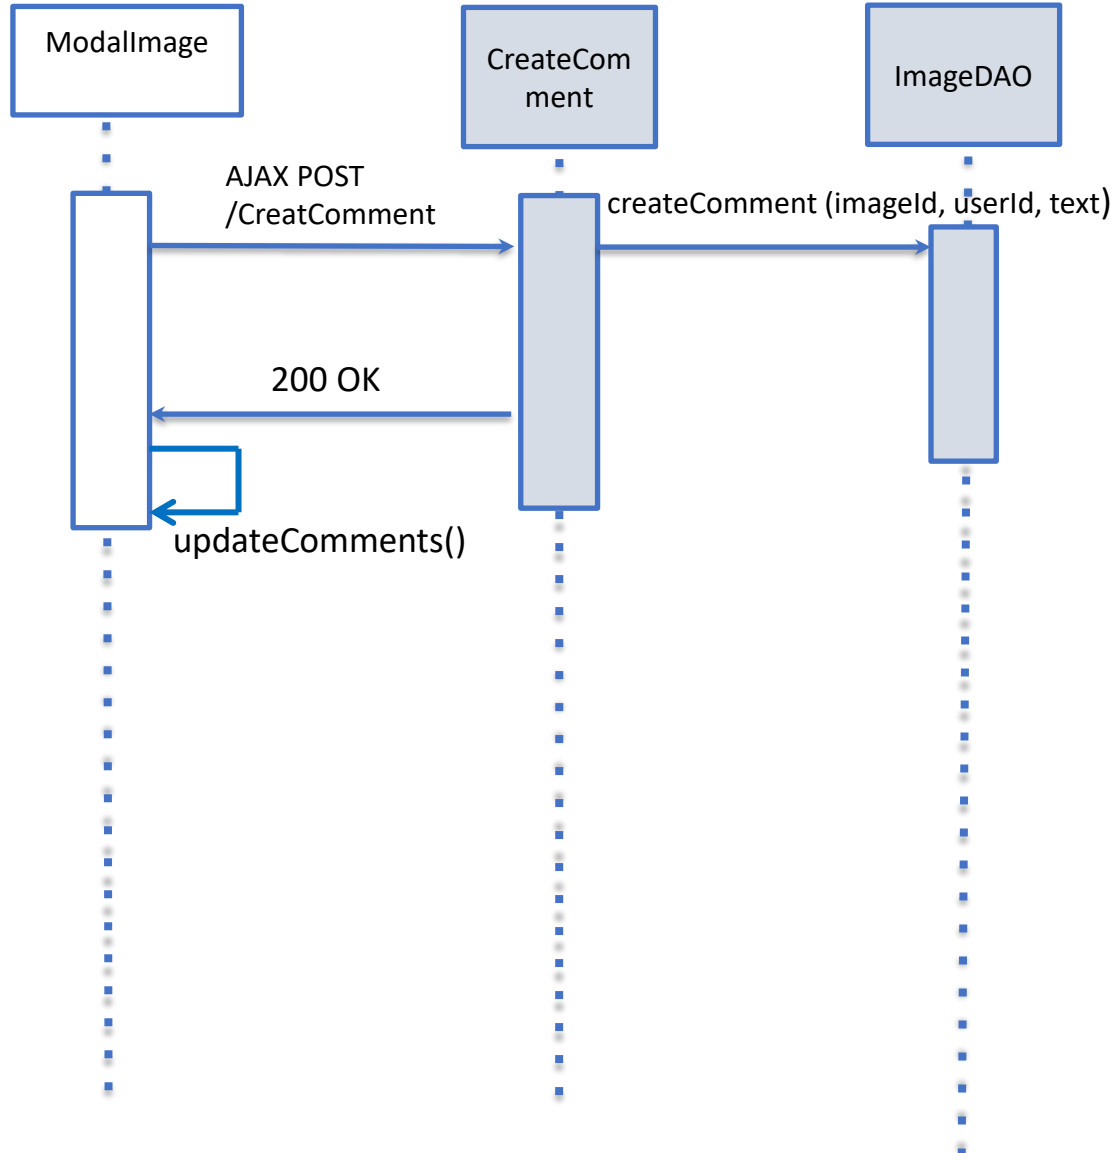 ModalImage
CreateCom
ment
ImageDAO
AJAX POST
/CreatComment
createComment (imageId, userId, text)
200 OK
updateComments()